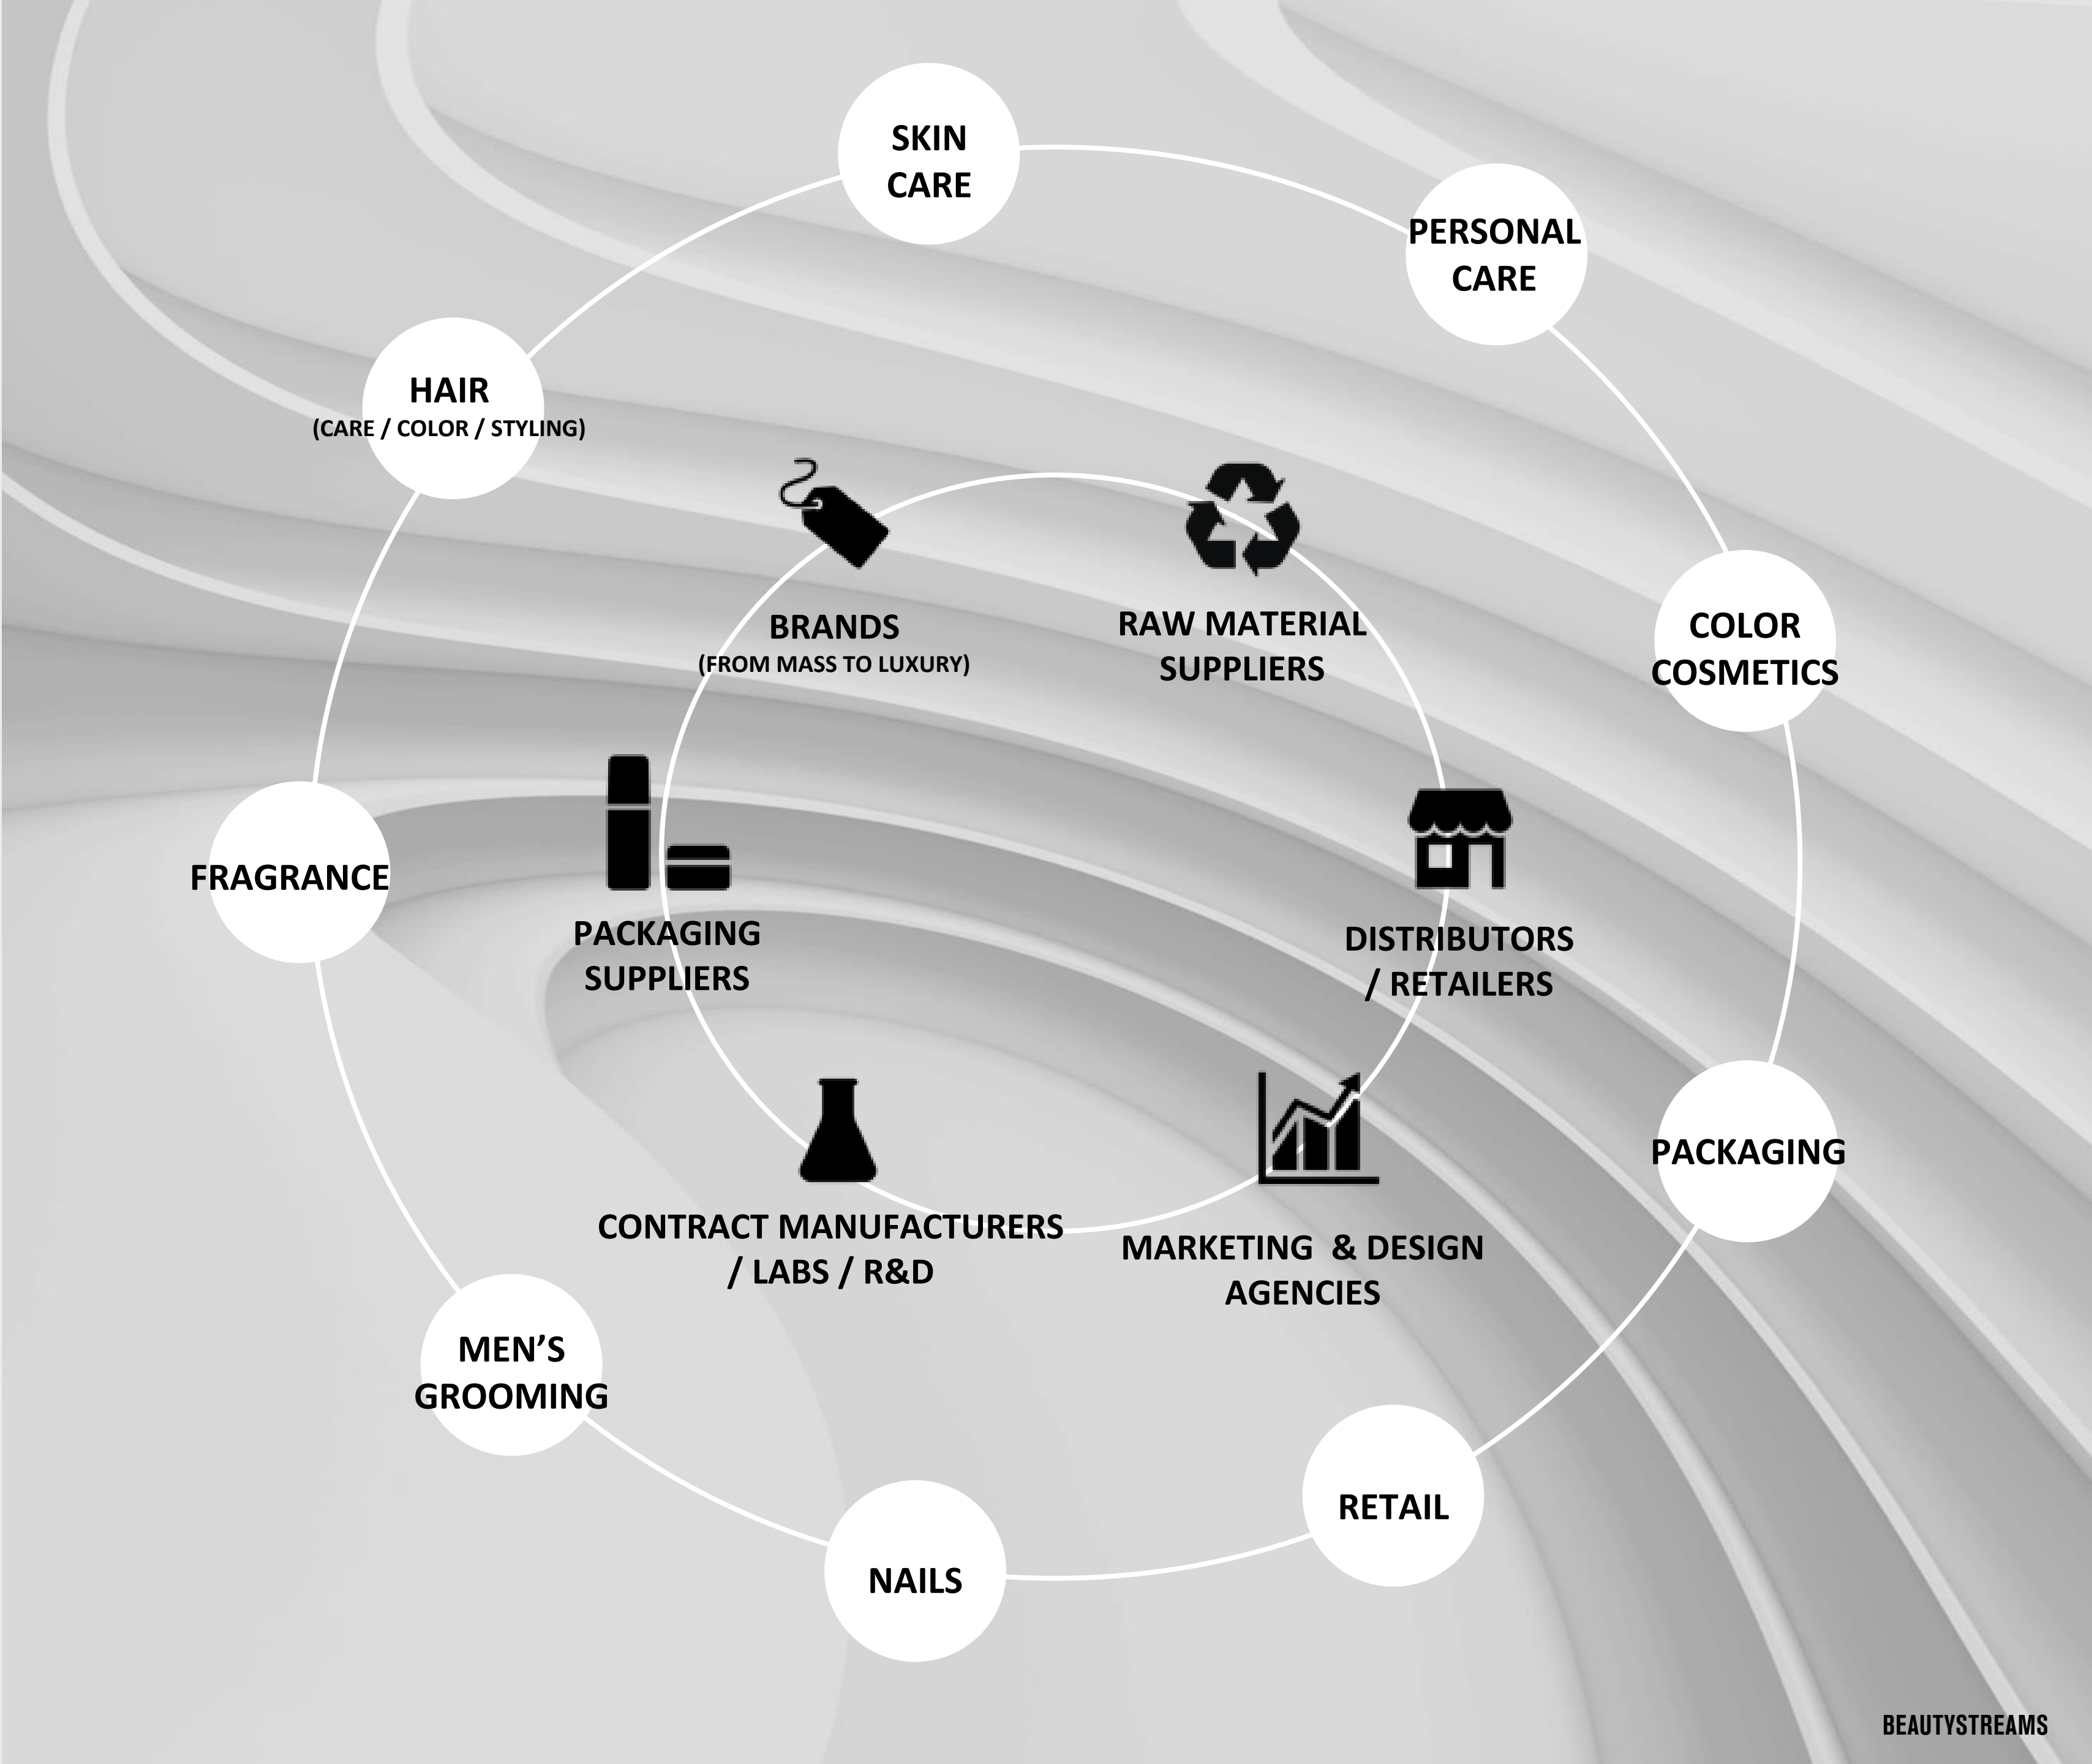 SKIN
CARE
PERSONAL
CARE
HAIR
(CARE / COLOR / STYLING)
BRANDS
(FROM MASS TO LUXURY)
RAW MATERIAL
SUPPLIERS
COLOR
COSMETICS
FRAGRANCE
PACKAGING
SUPPLIERS
DISTRIBUTORS
/ RETAILERS
PACKAGING
CONTRACT MANUFACTURERS
/ LABS / R&D
MARKETING & DESIGN
AGENCIES
MEN’S
GROOMING
RETAIL
NAILS
BEAUTYSTREAMS